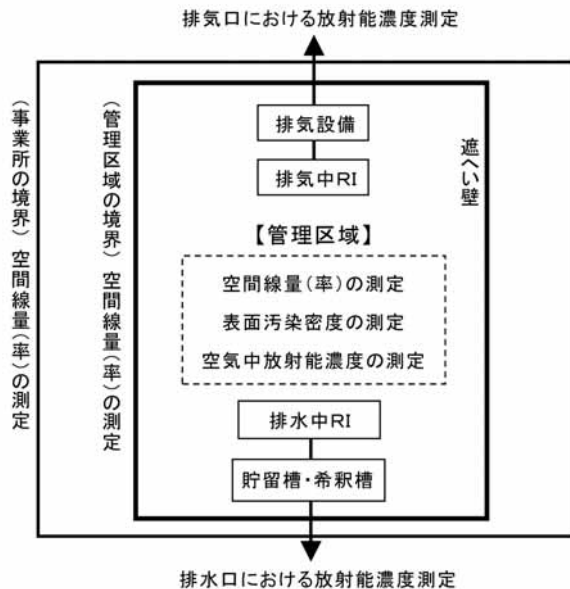 排気口における放射能濃度測定
(事業所の境界)空間線量(率)の測定
(管理区域の境界)空間線量(率)の測定
遮へい壁
排気設備
排気中RI
【管理区域】
空間線量(率)の測定
表面汚染密度の測定
空気中放射能濃度の測定
排水中RI
貯留槽・希釈槽
排水口における放射能濃度測定